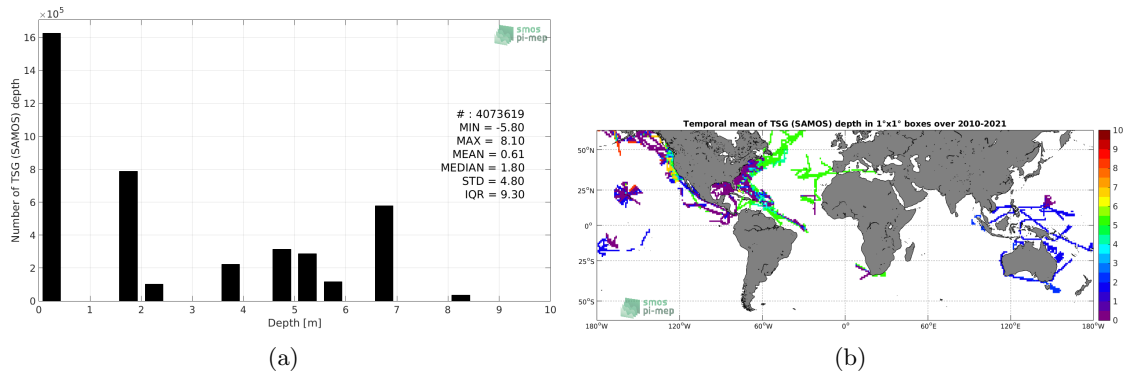 ×10⁵
16
14
12
10
8
6
4
2
0
Number of TSG (SAMOS) depth
0 1 2 3 4 5 6 7 8 9 10
Depth [m]
smos
pi-mep
# : 4073619
MIN = -5.80
MAX = 8.10
MEAN = 0.61
MEDIAN = 1.80
STD = 4.80
IQR = 9.30
(a)
Temporal mean of TSG (SAMOS) depth in 1°x1° boxes over 2010-2021
50°N
25°N
0°
25°S
50°S
180°W 120°W 60°W 0° 60°E 120°E 180°W
smos
pi-mep
10
9
8
7
6
5
4
3
2
1
0
(b)